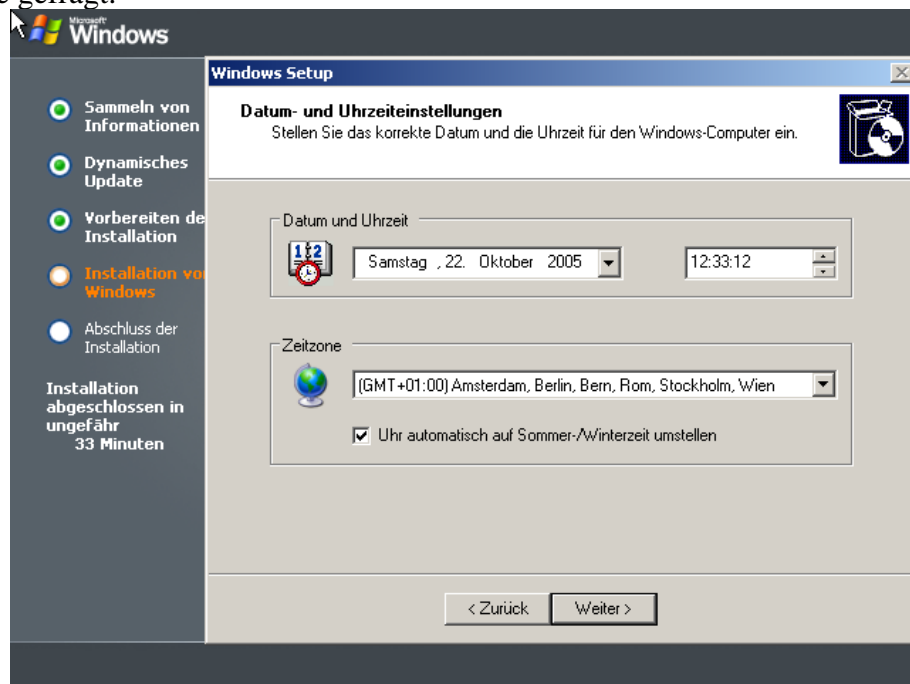 e gefragt.
Microsoft
Windows
Windows Setup
Sammeln von
Informationen
Dynamisches
Update
Vorbereiten de
Installation
Installation vo
Windows
Abschluss der
Installation
Installation
abgeschlossen in
ungefähr
33 Minuten
Datum- und Uhrzeiteinstellungen
Stellen Sie das korrekte Datum und die Uhrzeit für den Windows-Computer ein.
Datum und Uhrzeit
Samstag , 22. Oktober 2005
12:33:12
Zeitzone
(GMT+01:00) Amsterdam, Berlin, Bern, Rom, Stockholm, Wien
Uhr automatisch auf Sommer-/Winterzeit umstellen
< Zurück
Weiter >